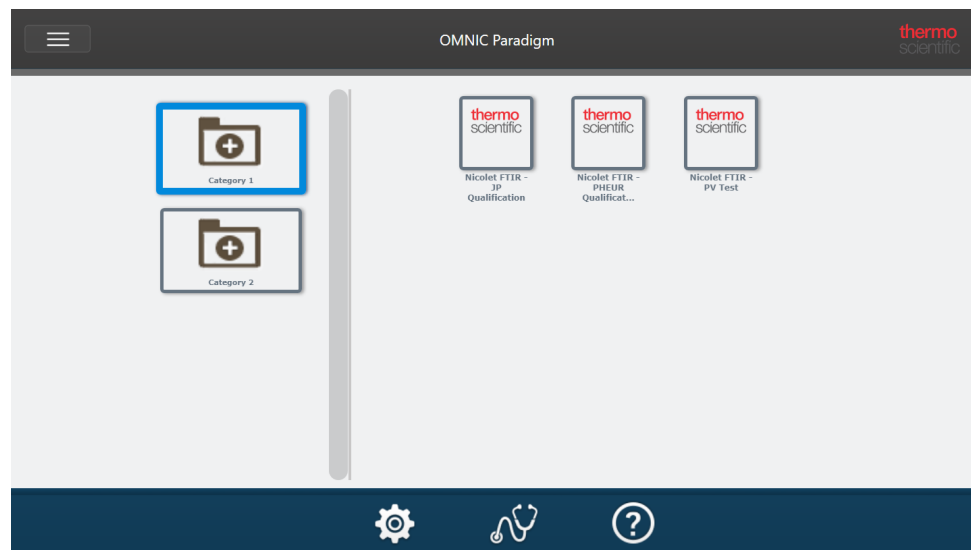 OMNIC Paradigm
thermo
scientific
Category 1
Category 2
thermo
scientific
Nicolet FTIR -
JP
Qualification
thermo
scientific
Nicolet FTIR -
PHEUR
Qualificat...
thermo
scientific
Nicolet FTIR -
PV Test
?